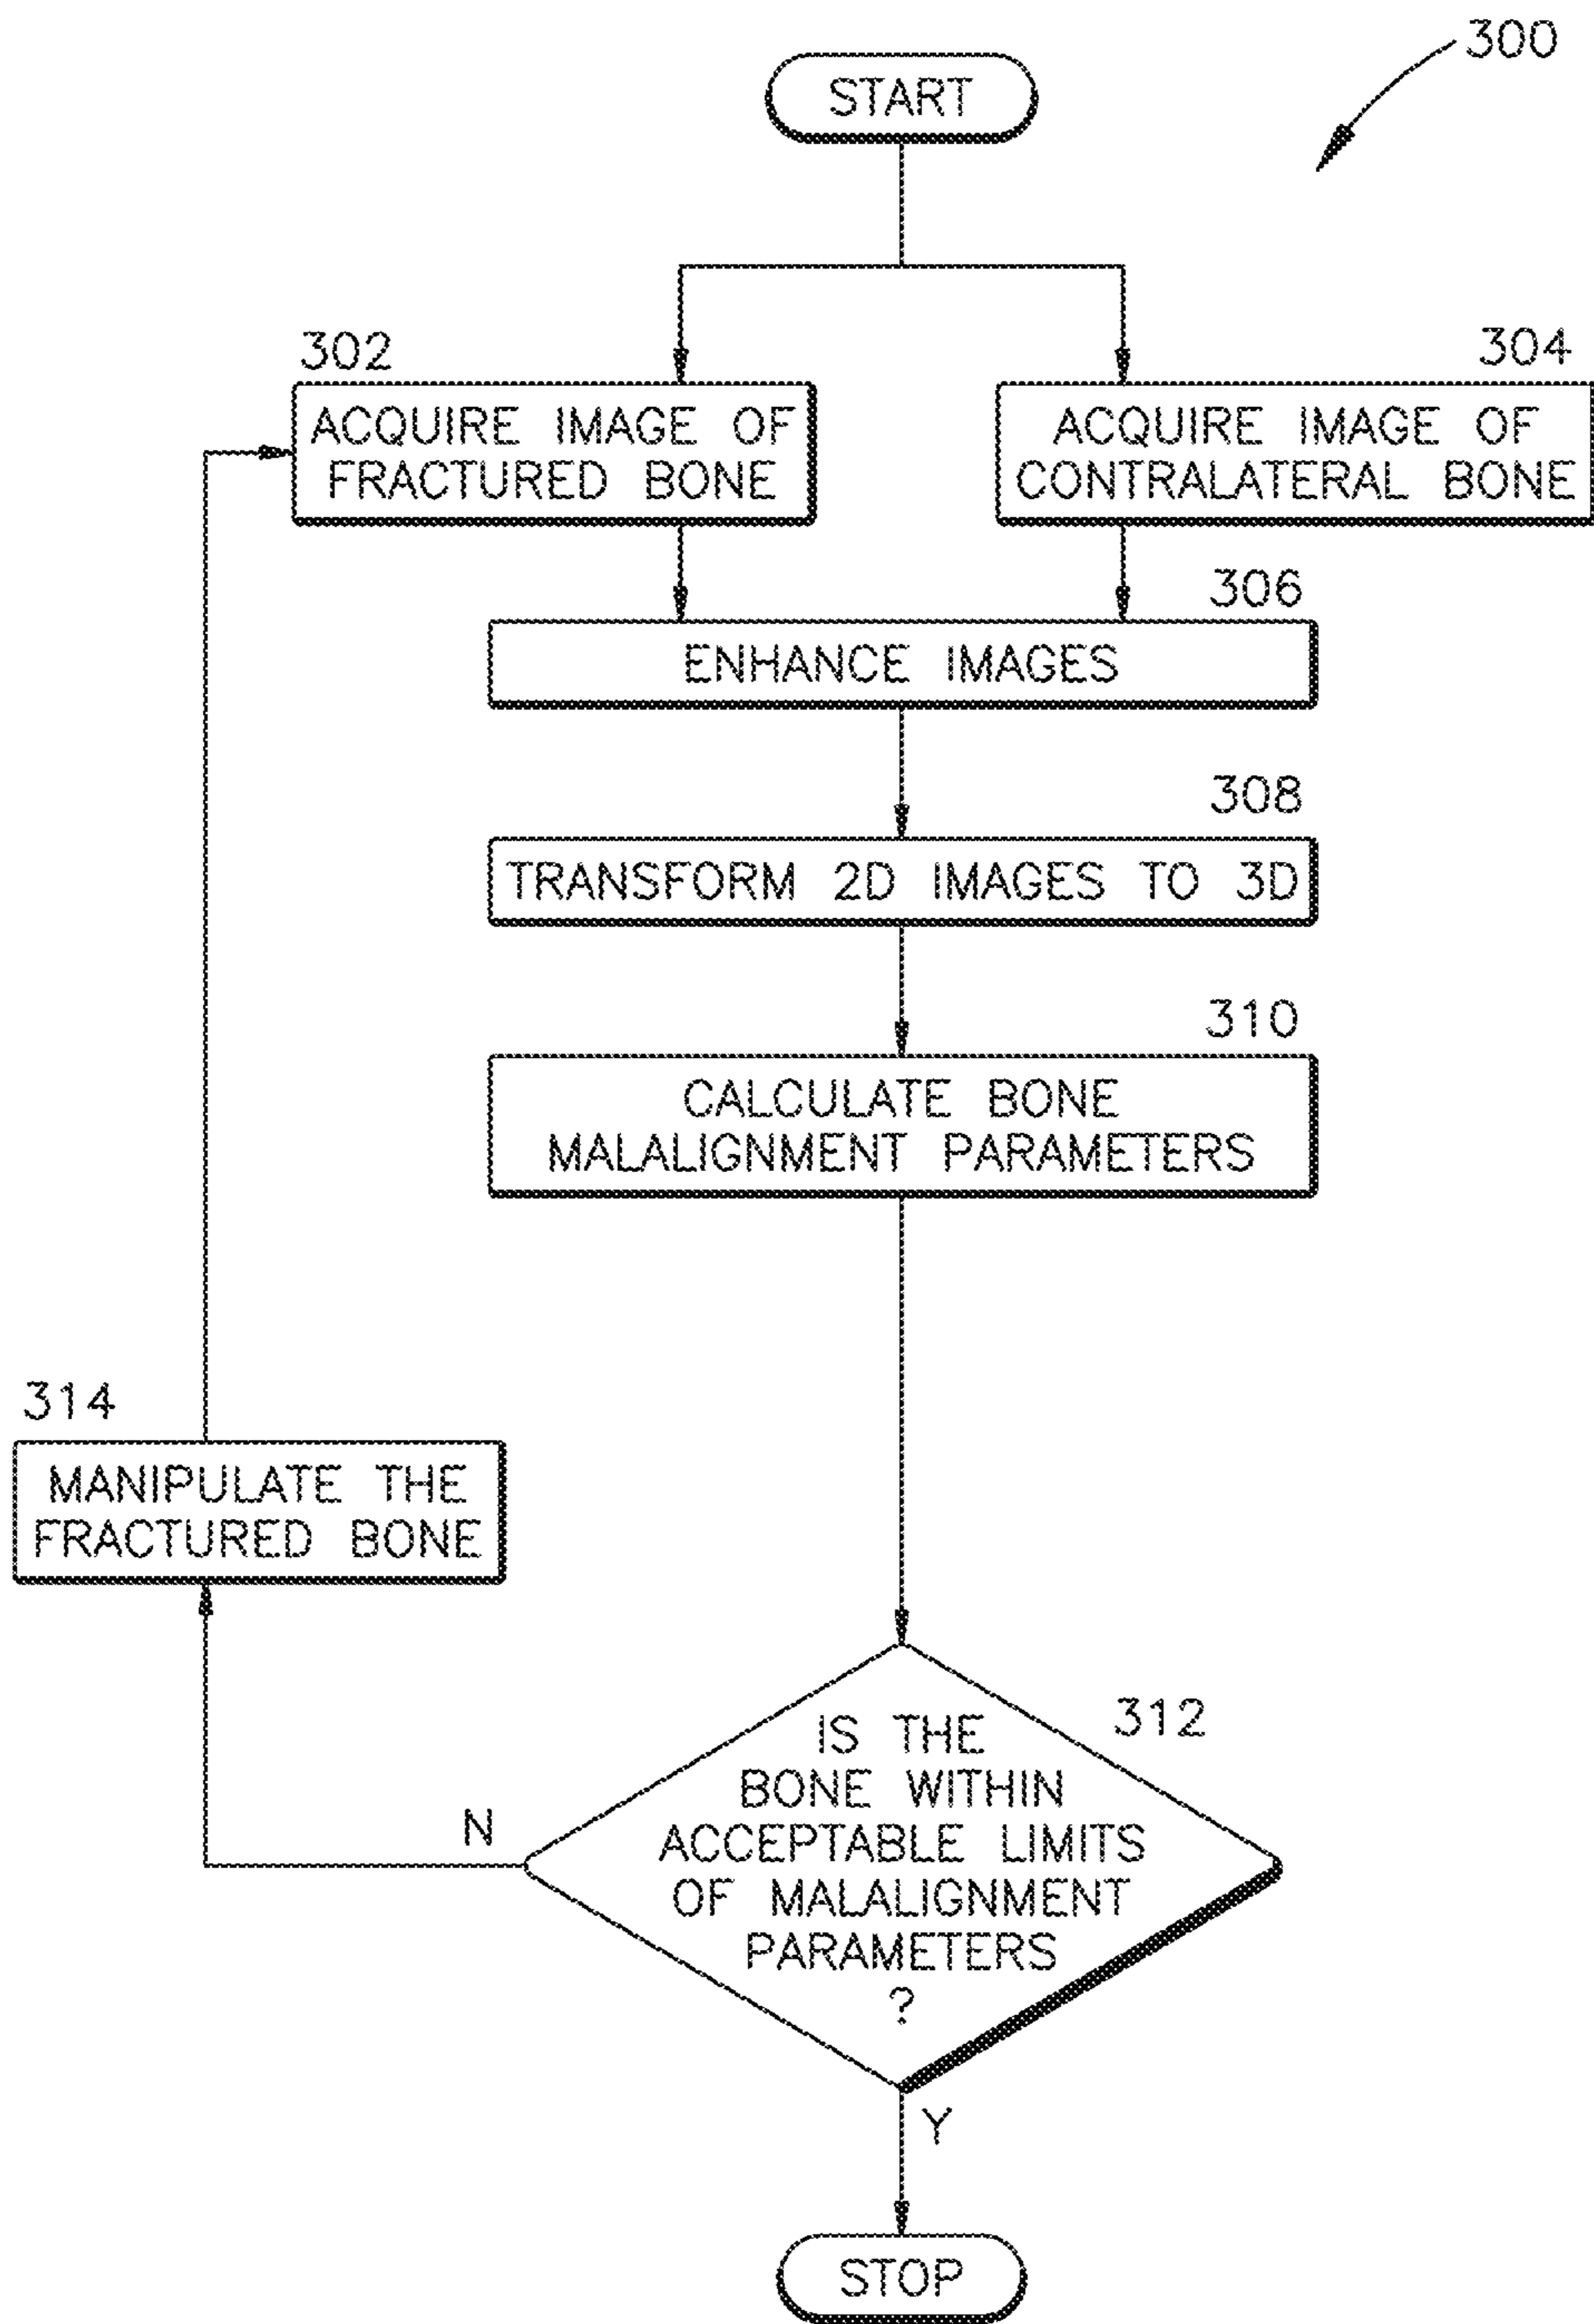 300
START
302
ACQUIRE IMAGE OF
FRACTURED BONE
304
ACQUIRE IMAGE OF
CONTRALATERAL BONE
306
ENHANCE IMAGES
308
TRANSFORM 2D IMAGES TO 3D
310
CALCULATE BONE
MALALIGNMENT PARAMETERS
314
MANIPULATE THE
FRACTURED BONE
312
IS THE
BONE WITHIN
ACCEPTABLE LIMITS
OF MALALIGNMENT
PARAMETERS
?
N
Y
STOP